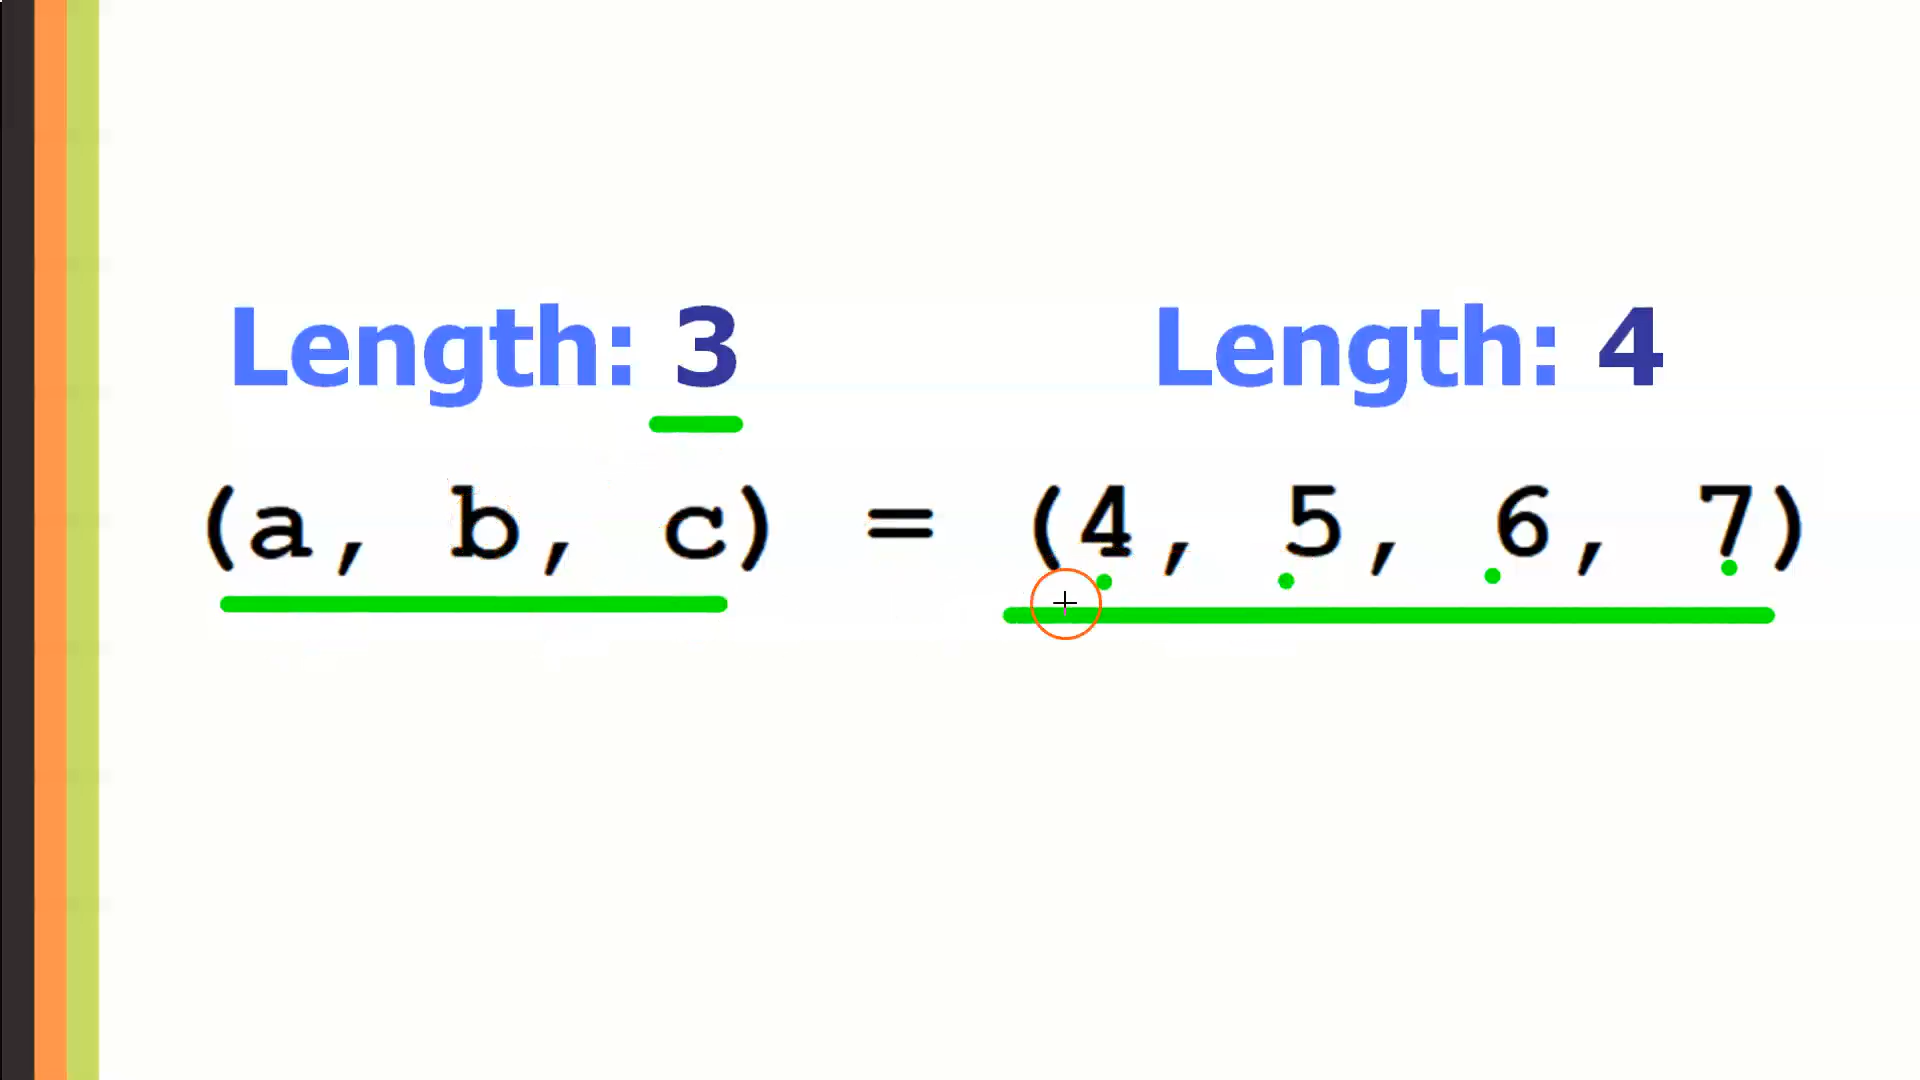 Length: 3 Length: 4
(a, b, c) = (4, 5, 6, 7)